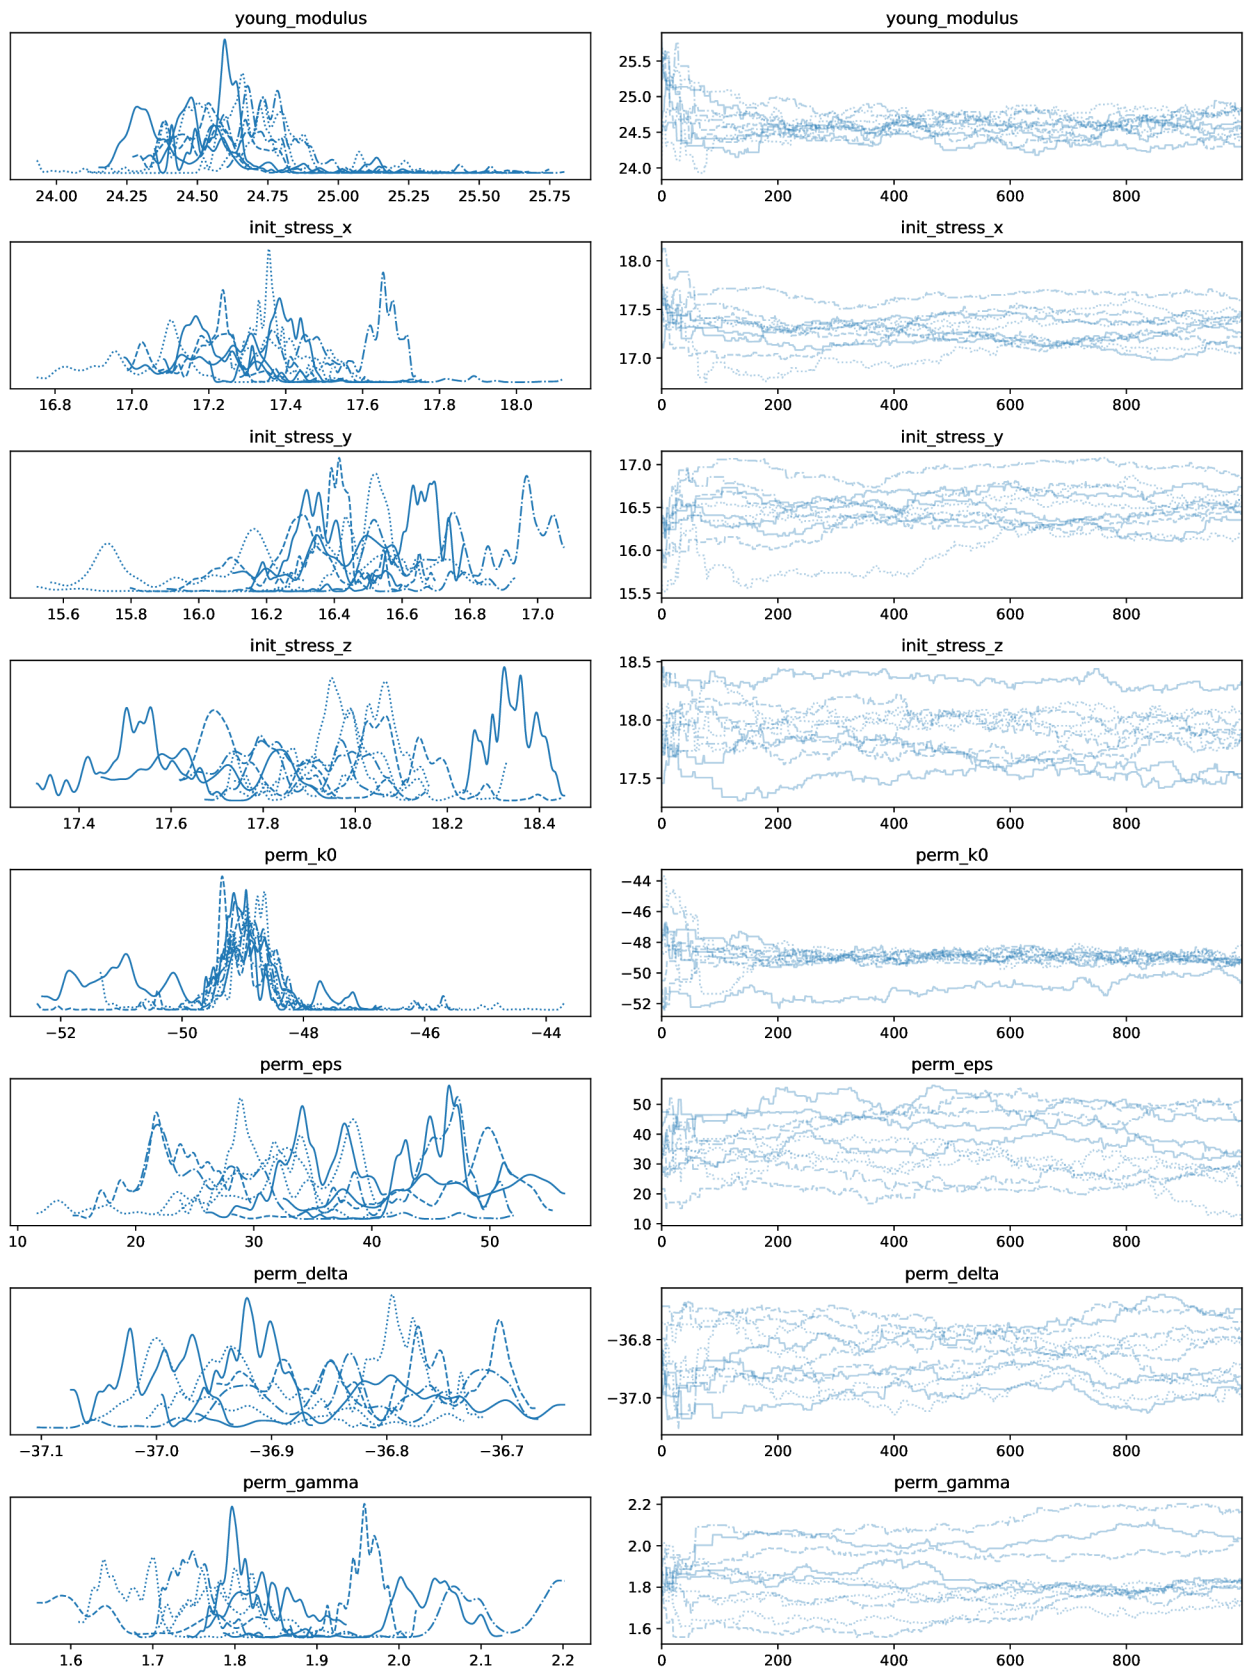 young_modulus young_modulus
25.5
25.0
24.5
24.0
24.00 24.25 24.50 24.75 25.00 25.25 25.50 25.75 0 200 400 600 800
init_stress_x init_stress_x
18.0
17.5
17.0
16.8 17.0 17.2 17.4 17.6 17.8 18.0 0 200 400 600 800
init_stress_y init_stress_y
17.0
16.5
16.0
15.5
15.6 15.8 16.0 16.2 16.4 16.6 16.8 17.0 0 200 400 600 800
init_stress_z init_stress_z
18.5
18.0
17.5
17.4 17.6 17.8 18.0 18.2 18.4 0 200 400 600 800
perm_k0 perm_k0
−44
−46
−48
−50
−52
−52 −50 −48 −46 −44 0 200 400 600 800
perm_eps perm_eps
50
40
30
20
10
10 20 30 40 50 0 200 400 600 800
perm_delta perm_delta
−36.8
−37.0
−37.1 −37.0 −36.9 −36.8 −36.7 0 200 400 600 800
perm_gamma perm_gamma
2.2
2.0
1.8
1.6
1.6 1.7 1.8 1.9 2.0 2.1 2.2 0 200 400 600 800